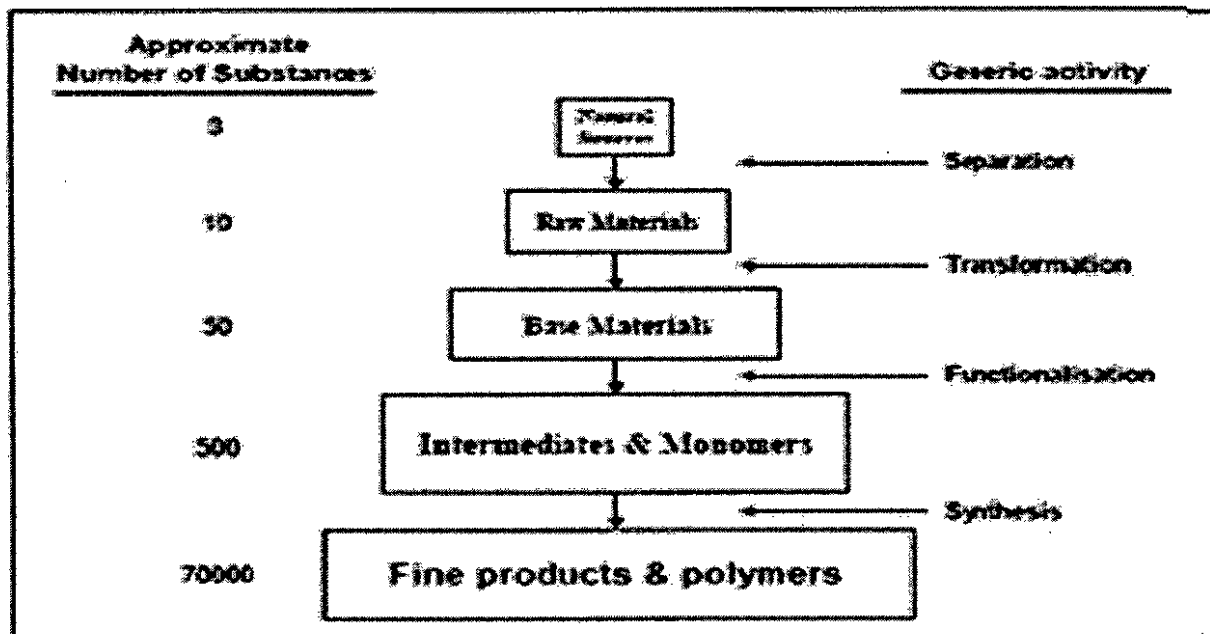 Approximate
Number of Substances
Generic activity
Natural
Separation
10
Raw Materials
Transformation
50
Base Materials
Functionalisation
500
Intermediates & Monomers
Synthesis
70000
Fine products & polymers